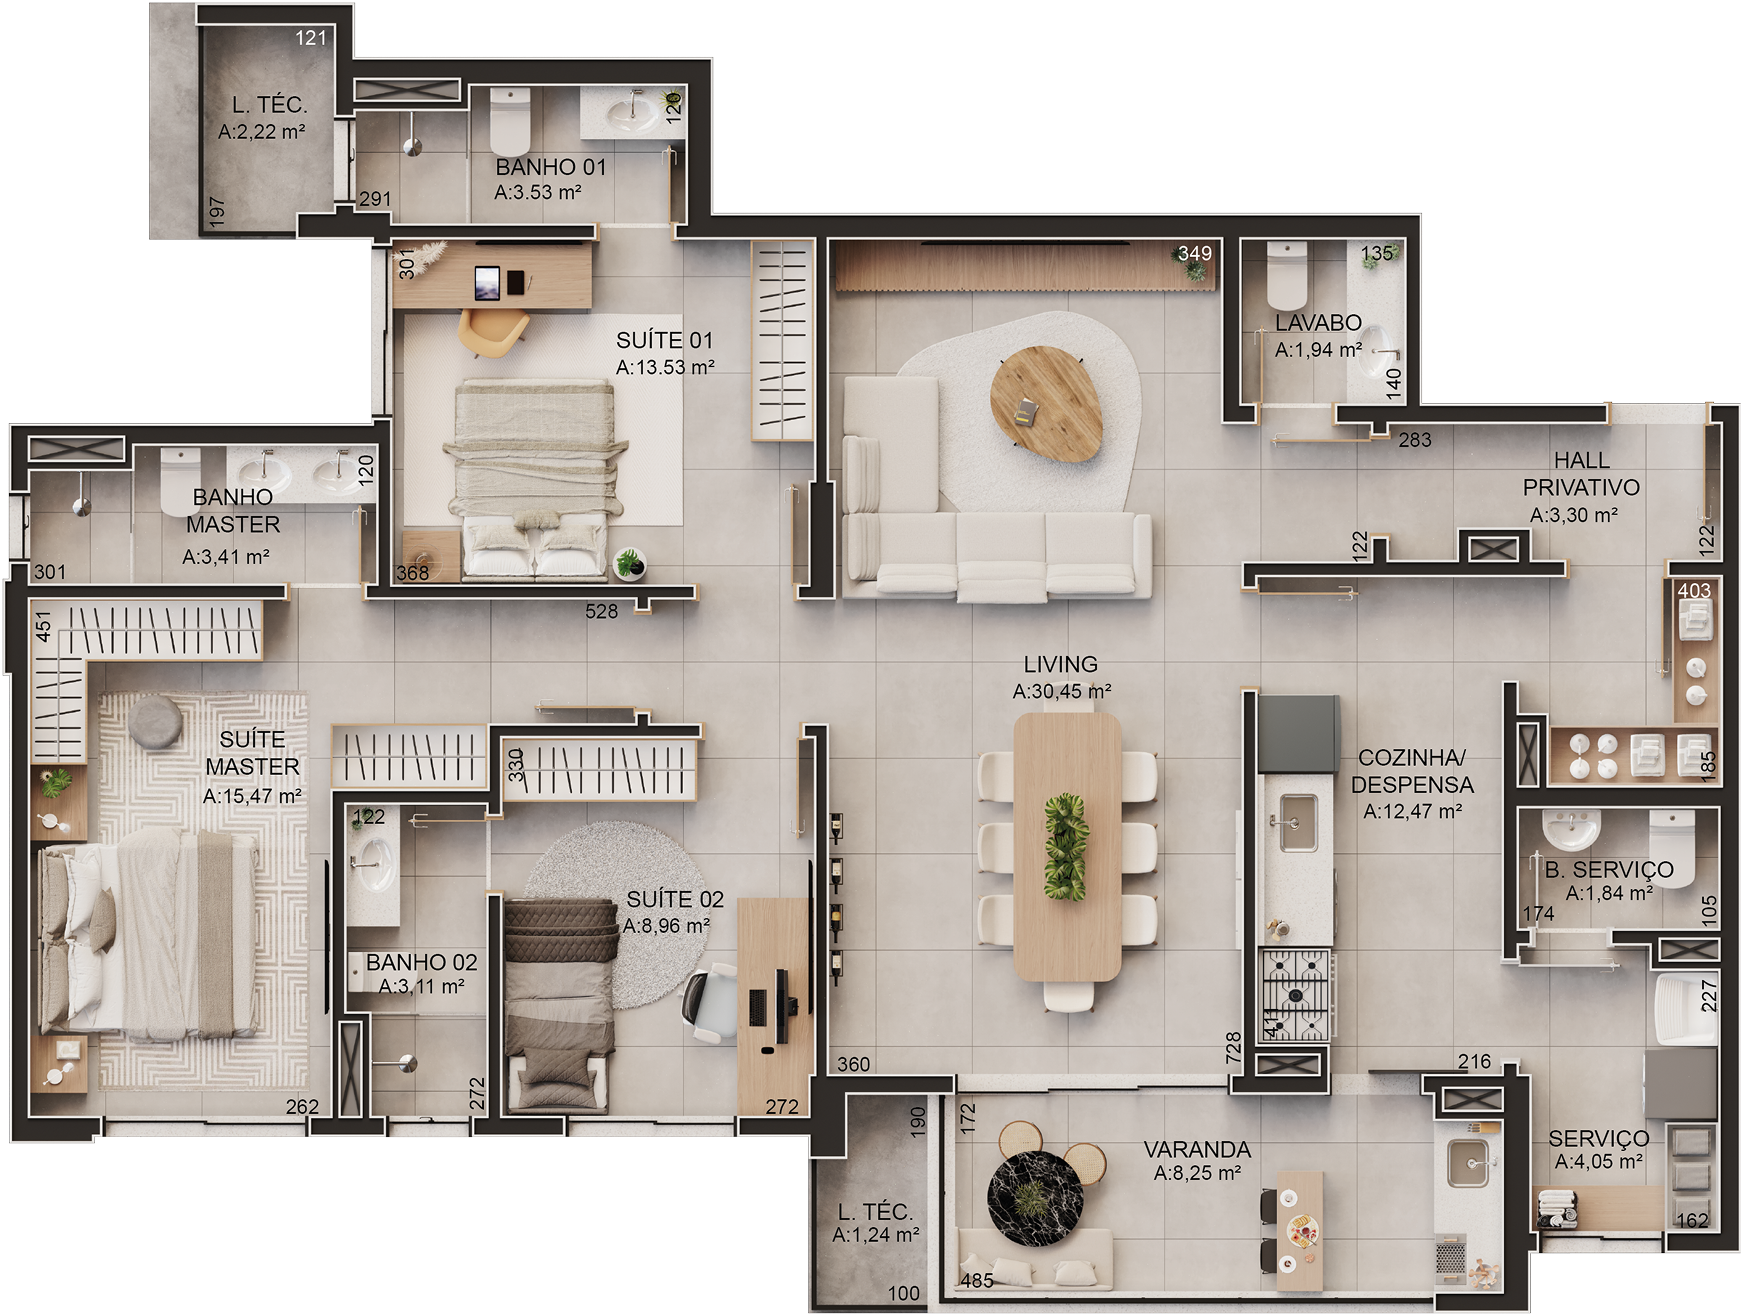 121
L. TÉC.
A:2,22 m²
197
120
BANHO 01
A:3.53 m²
291
301
SUÍTE 01
A:13.53 m²
368
349
135
LAVABO
A:1,94 m²
140
283
HALL
PRIVATIVO
A:3,30 m²
122
122
120
BANHO
MASTER
A:3,41 m²
301
528
451
SUÍTE
MASTER
A:15,47 m²
262
330
122
BANHO 02
A:3,11 m²
272
SUÍTE 02
A:8,96 m²
272
LIVING
A:30,45 m²
360
728
403
COZINHA/
DESPENSA
A:12,47 m²
185
411
216
B. SERVIÇO
A:1,84 m²
174
105
227
SERVIÇO
A:4,05 m²
162
190
L. TÉC.
A:1,24 m²
100
172
VARANDA
A:8,25 m²
485